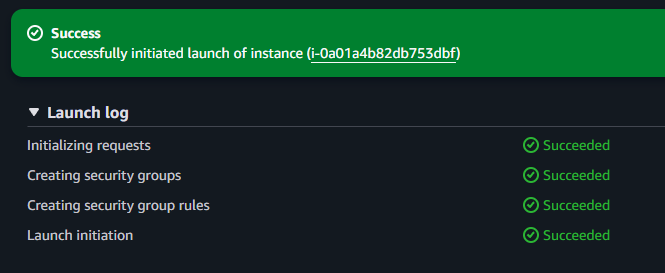 Success
Successfully initiated launch of instance (i-0a01a4b82db753dbf)
Launch log
Initializing requests Succeeded
Creating security groups Succeeded
Creating security group rules Succeeded
Launch initiation Succeeded